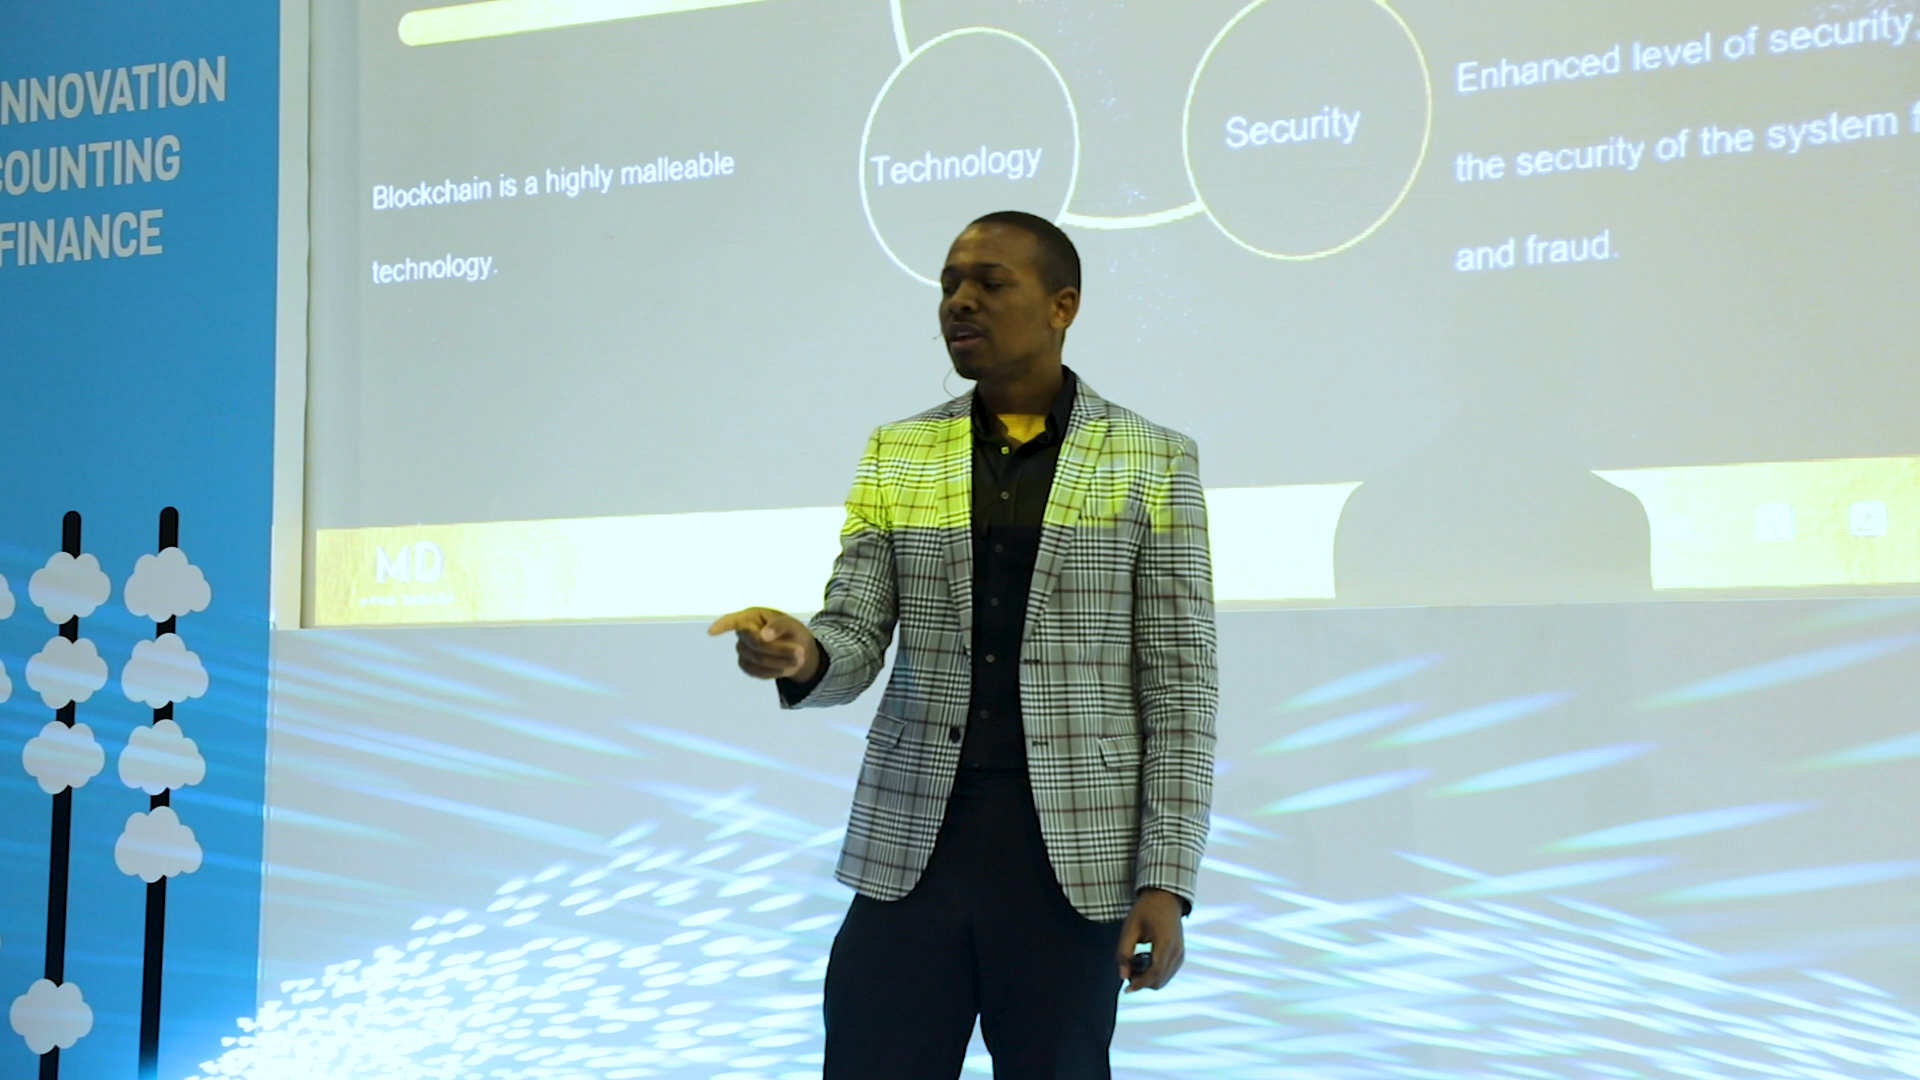 NNOVATION
COUNTING
FINANCE
Blockchain is a highly malleable
technology.
Technology
Security
Enhanced level of security,
the security of the system f
and fraud.
MD